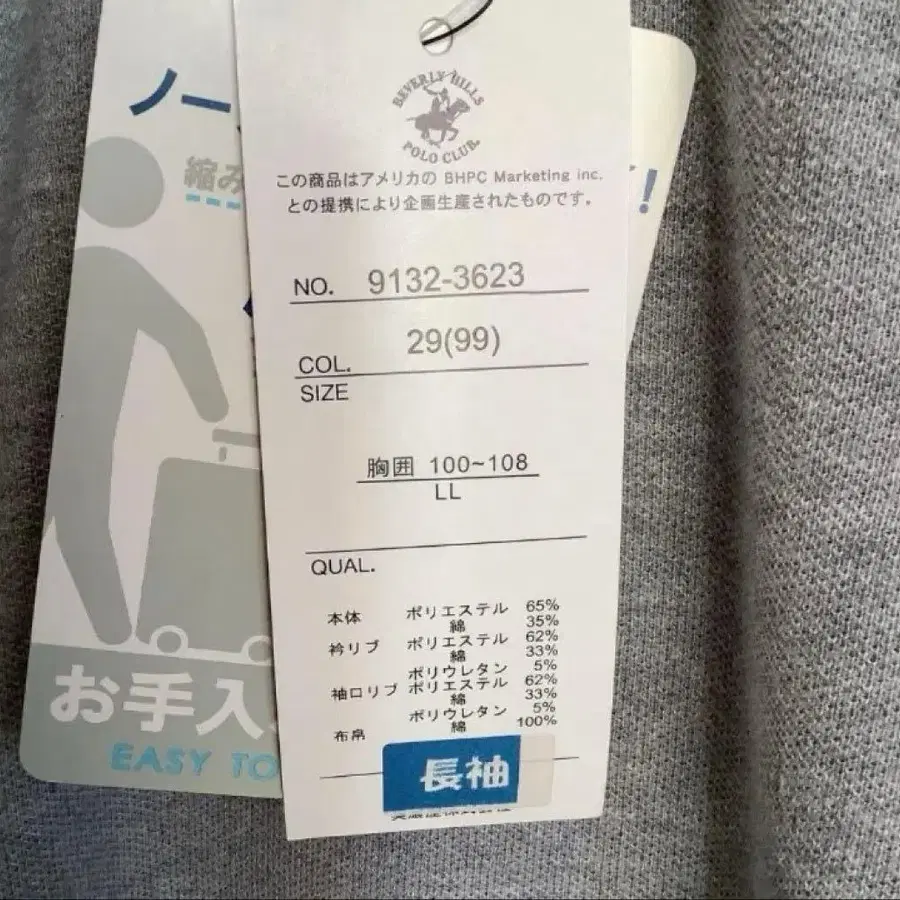 BEVERLY HILLS
POLO CLUB.
この商品はアメリカの BHPC Marketing inc.
との提携により企画生産されたものです。
NO. 9132-3623
COL. 29(99)
SIZE
胸囲 100~108
LL
QUAL.
本体 ポリエステル 65%
綿 35%
衿リブ ポリエステル 62%
綿 33%
ポリウレタン 5%
袖口リブ ポリエステル 62%
綿 33%
ポリウレタン 5%
布帛 綿 100%
長袖
ノー
縮み
!
お手入
EASY TO